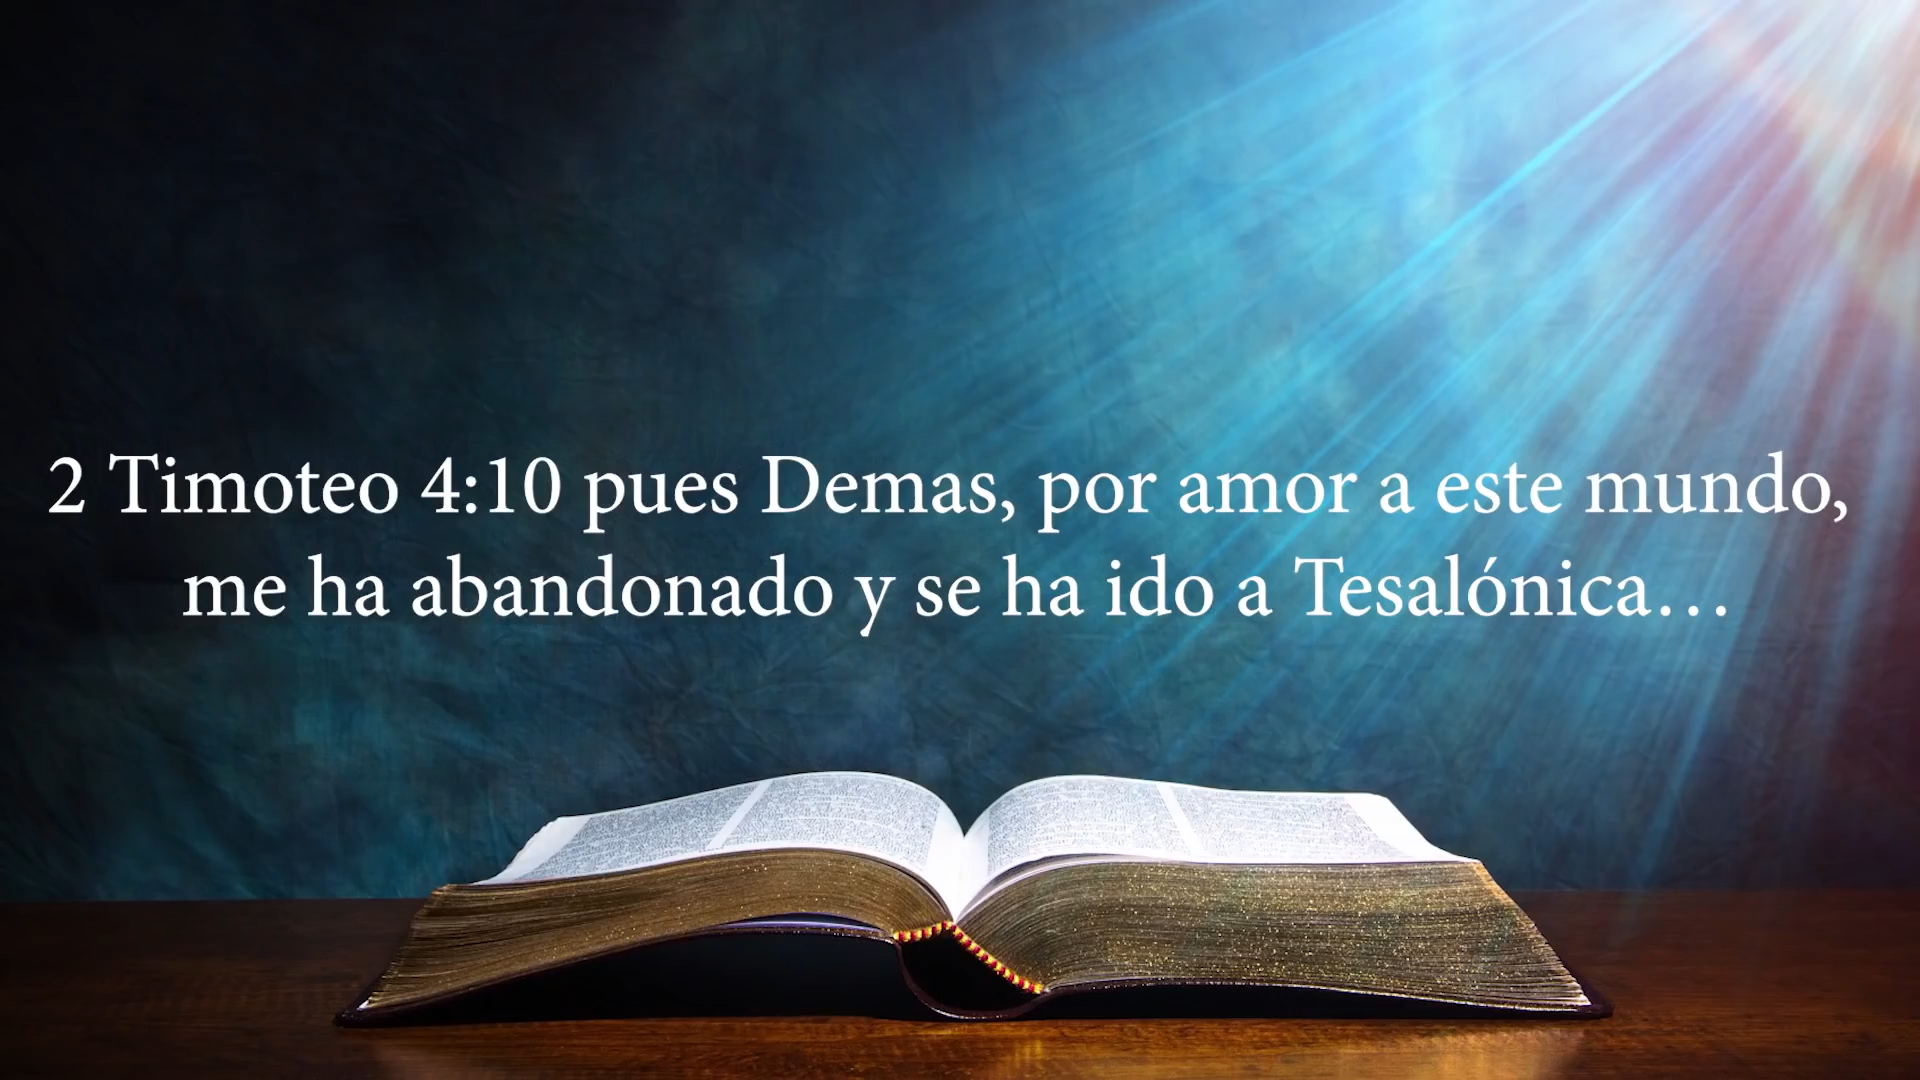 2 Timoteo 4:10 pues Demas, por amor a este mundo,
me ha abandonado y se ha ido a Tesalónica…